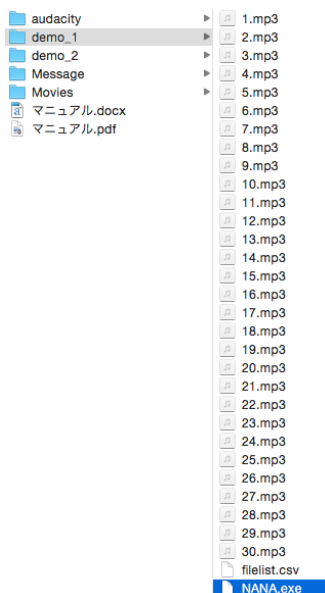 audacity
demo_1
demo_2
Message
Movies
マニュアル.docx
マニュアル.pdf
1.mp3
2.mp3
3.mp3
4.mp3
5.mp3
6.mp3
7.mp3
8.mp3
9.mp3
10.mp3
11.mp3
12.mp3
13.mp3
14.mp3
15.mp3
16.mp3
17.mp3
18.mp3
19.mp3
20.mp3
21.mp3
22.mp3
23.mp3
24.mp3
25.mp3
26.mp3
27.mp3
28.mp3
29.mp3
30.mp3
filelist.csv
NANA.exe